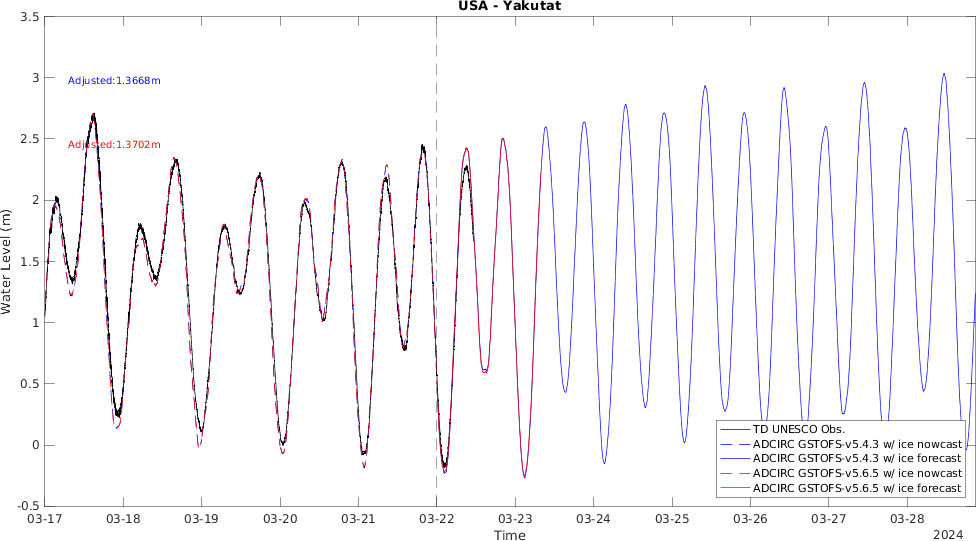 USA - Yakutat
3.5
3
2.5
2
1.5
1
0.5
0
-0.5
Water Level (m)
Adjusted:1.3668m
Adjusted:1.3702m
TD UNESCO Obs.
ADCIRC GSTOFS-v5.4.3 w/ ice nowcast
ADCIRC GSTOFS-v5.4.3 w/ ice forecast
ADCIRC GSTOFS-v5.6.5 w/ ice nowcast
ADCIRC GSTOFS-v5.6.5 w/ ice forecast
03-17 03-18 03-19 03-20 03-21 03-22 03-23 03-24 03-25 03-26 03-27 03-28
Time
2024